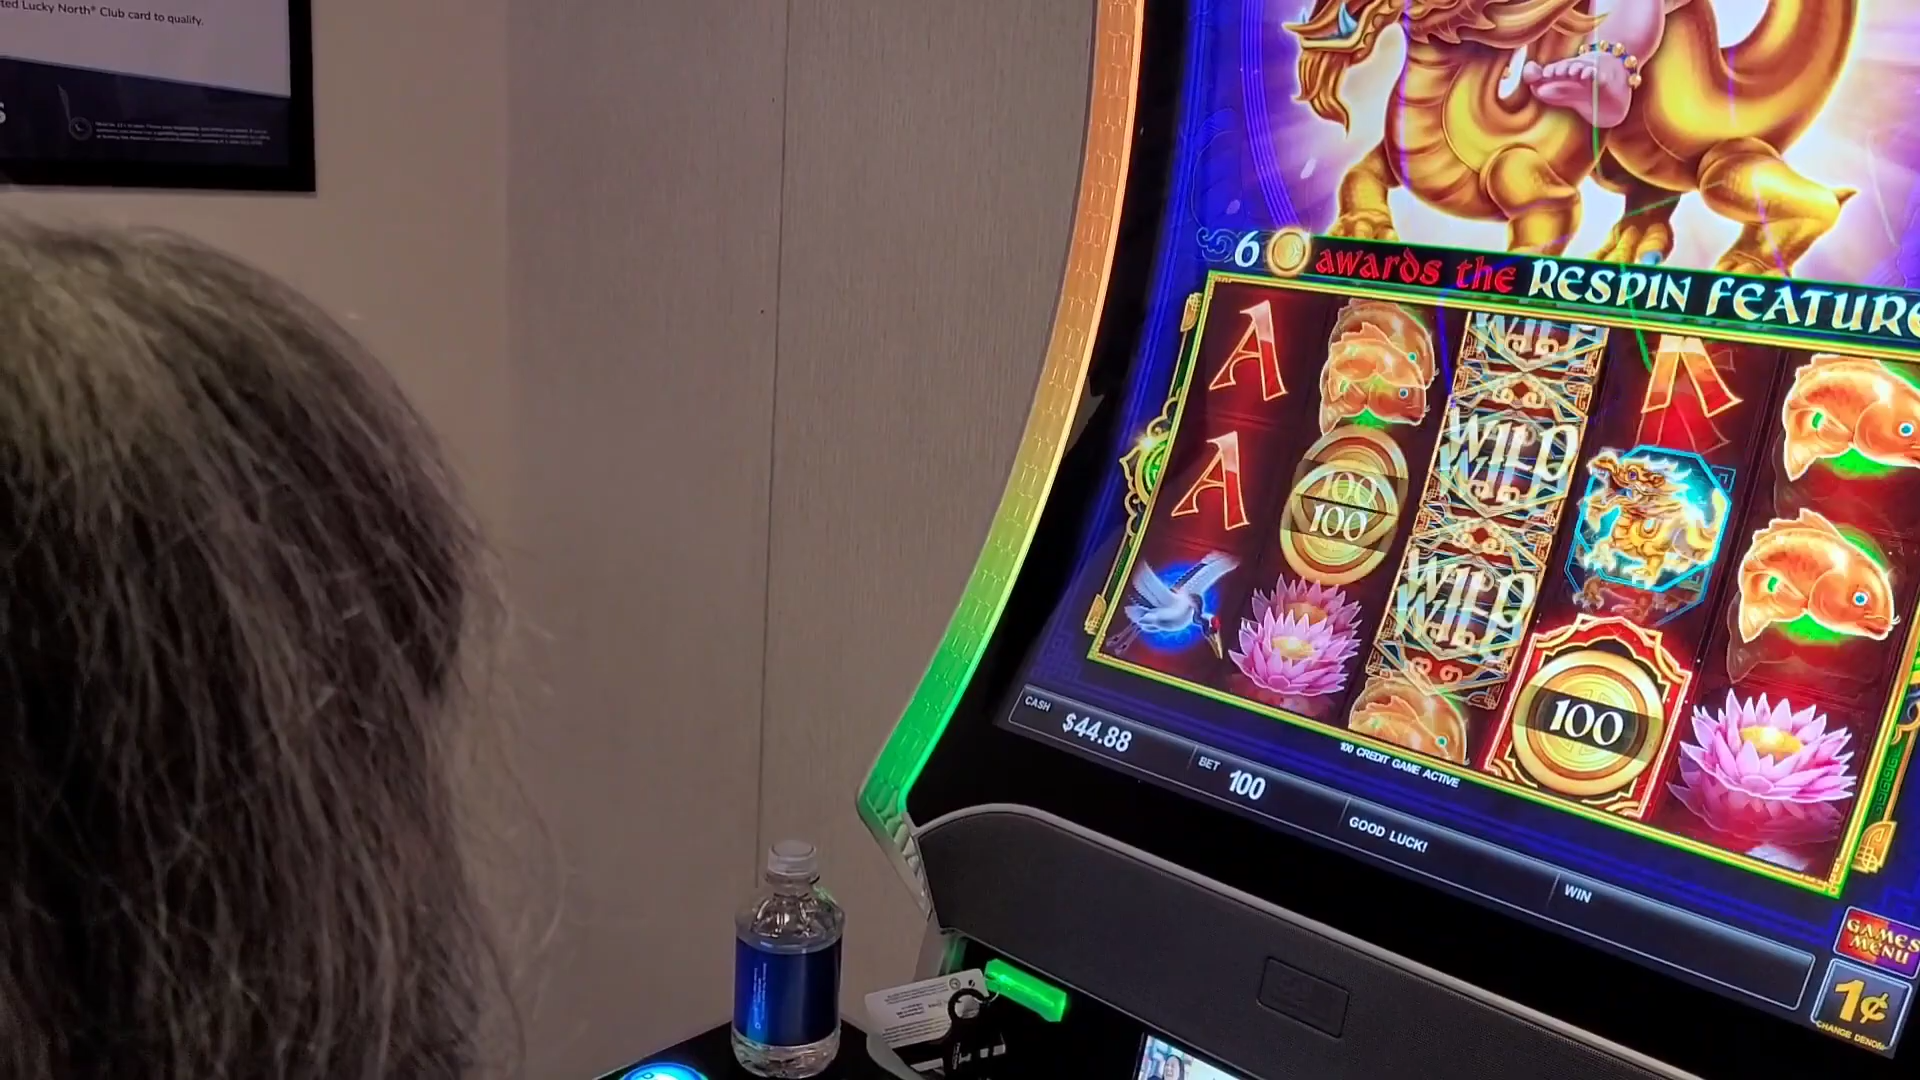 ted Lucky North® Club card to qualify.
6 awards the RESPIN FEATURE
A
WILD
K
A
100
100
WILD
WILD
100
CASH $44.88
BET 100
100 CREDIT GAME ACTIVE
GOOD LUCK!
WIN
GAMES
MENU
1¢
CHANGE DENOM